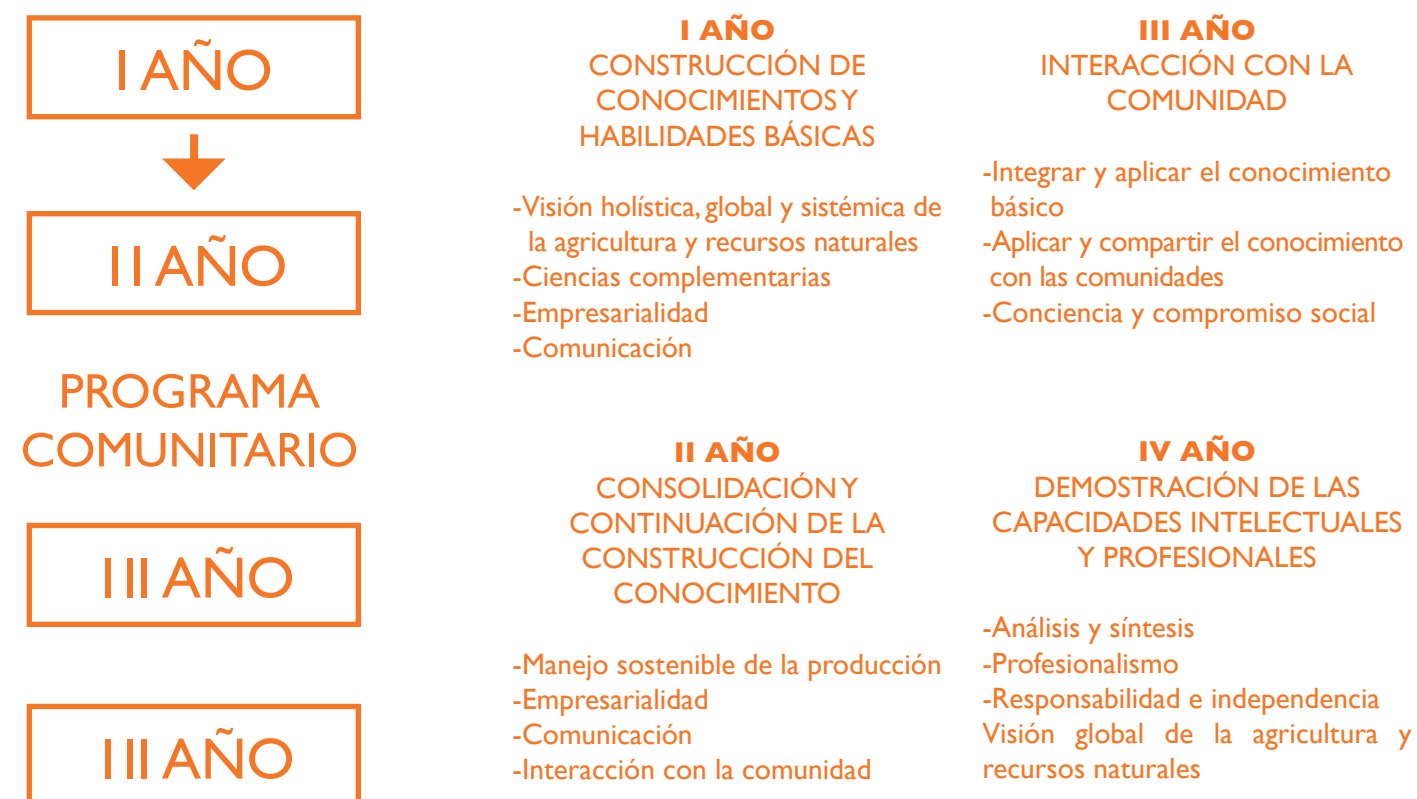 I AÑO
II AÑO
PROGRAMA
COMUNITARIO
III AÑO
III AÑO
I AÑO
CONSTRUCCIÓN DE
CONOCIMIENTOS Y
HABILIDADES BÁSICAS
-Visión holística, global y sistémica de
la agricultura y recursos naturales
-Ciencias complementarias
-Empresarialidad
-Comunicación
II AÑO
CONSOLIDACIÓN Y
CONTINUACIÓN DE LA
CONSTRUCCIÓN DEL
CONOCIMIENTO
-Manejo sostenible de la producción
-Empresarialidad
-Comunicación
-Interacción con la comunidad
III AÑO
INTERACCIÓN CON LA
COMUNIDAD
-Integrar y aplicar el conocimiento
básico
-Aplicar y compartir el conocimiento
con las comunidades
-Conciencia y compromiso social
IV AÑO
DEMOSTRACIÓN DE LAS
CAPACIDADES INTELECTUALES
Y PROFESIONALES
-Análisis y síntesis
-Profesionalismo
-Responsabilidad e independencia
Visión global de la agricultura y
recursos naturales